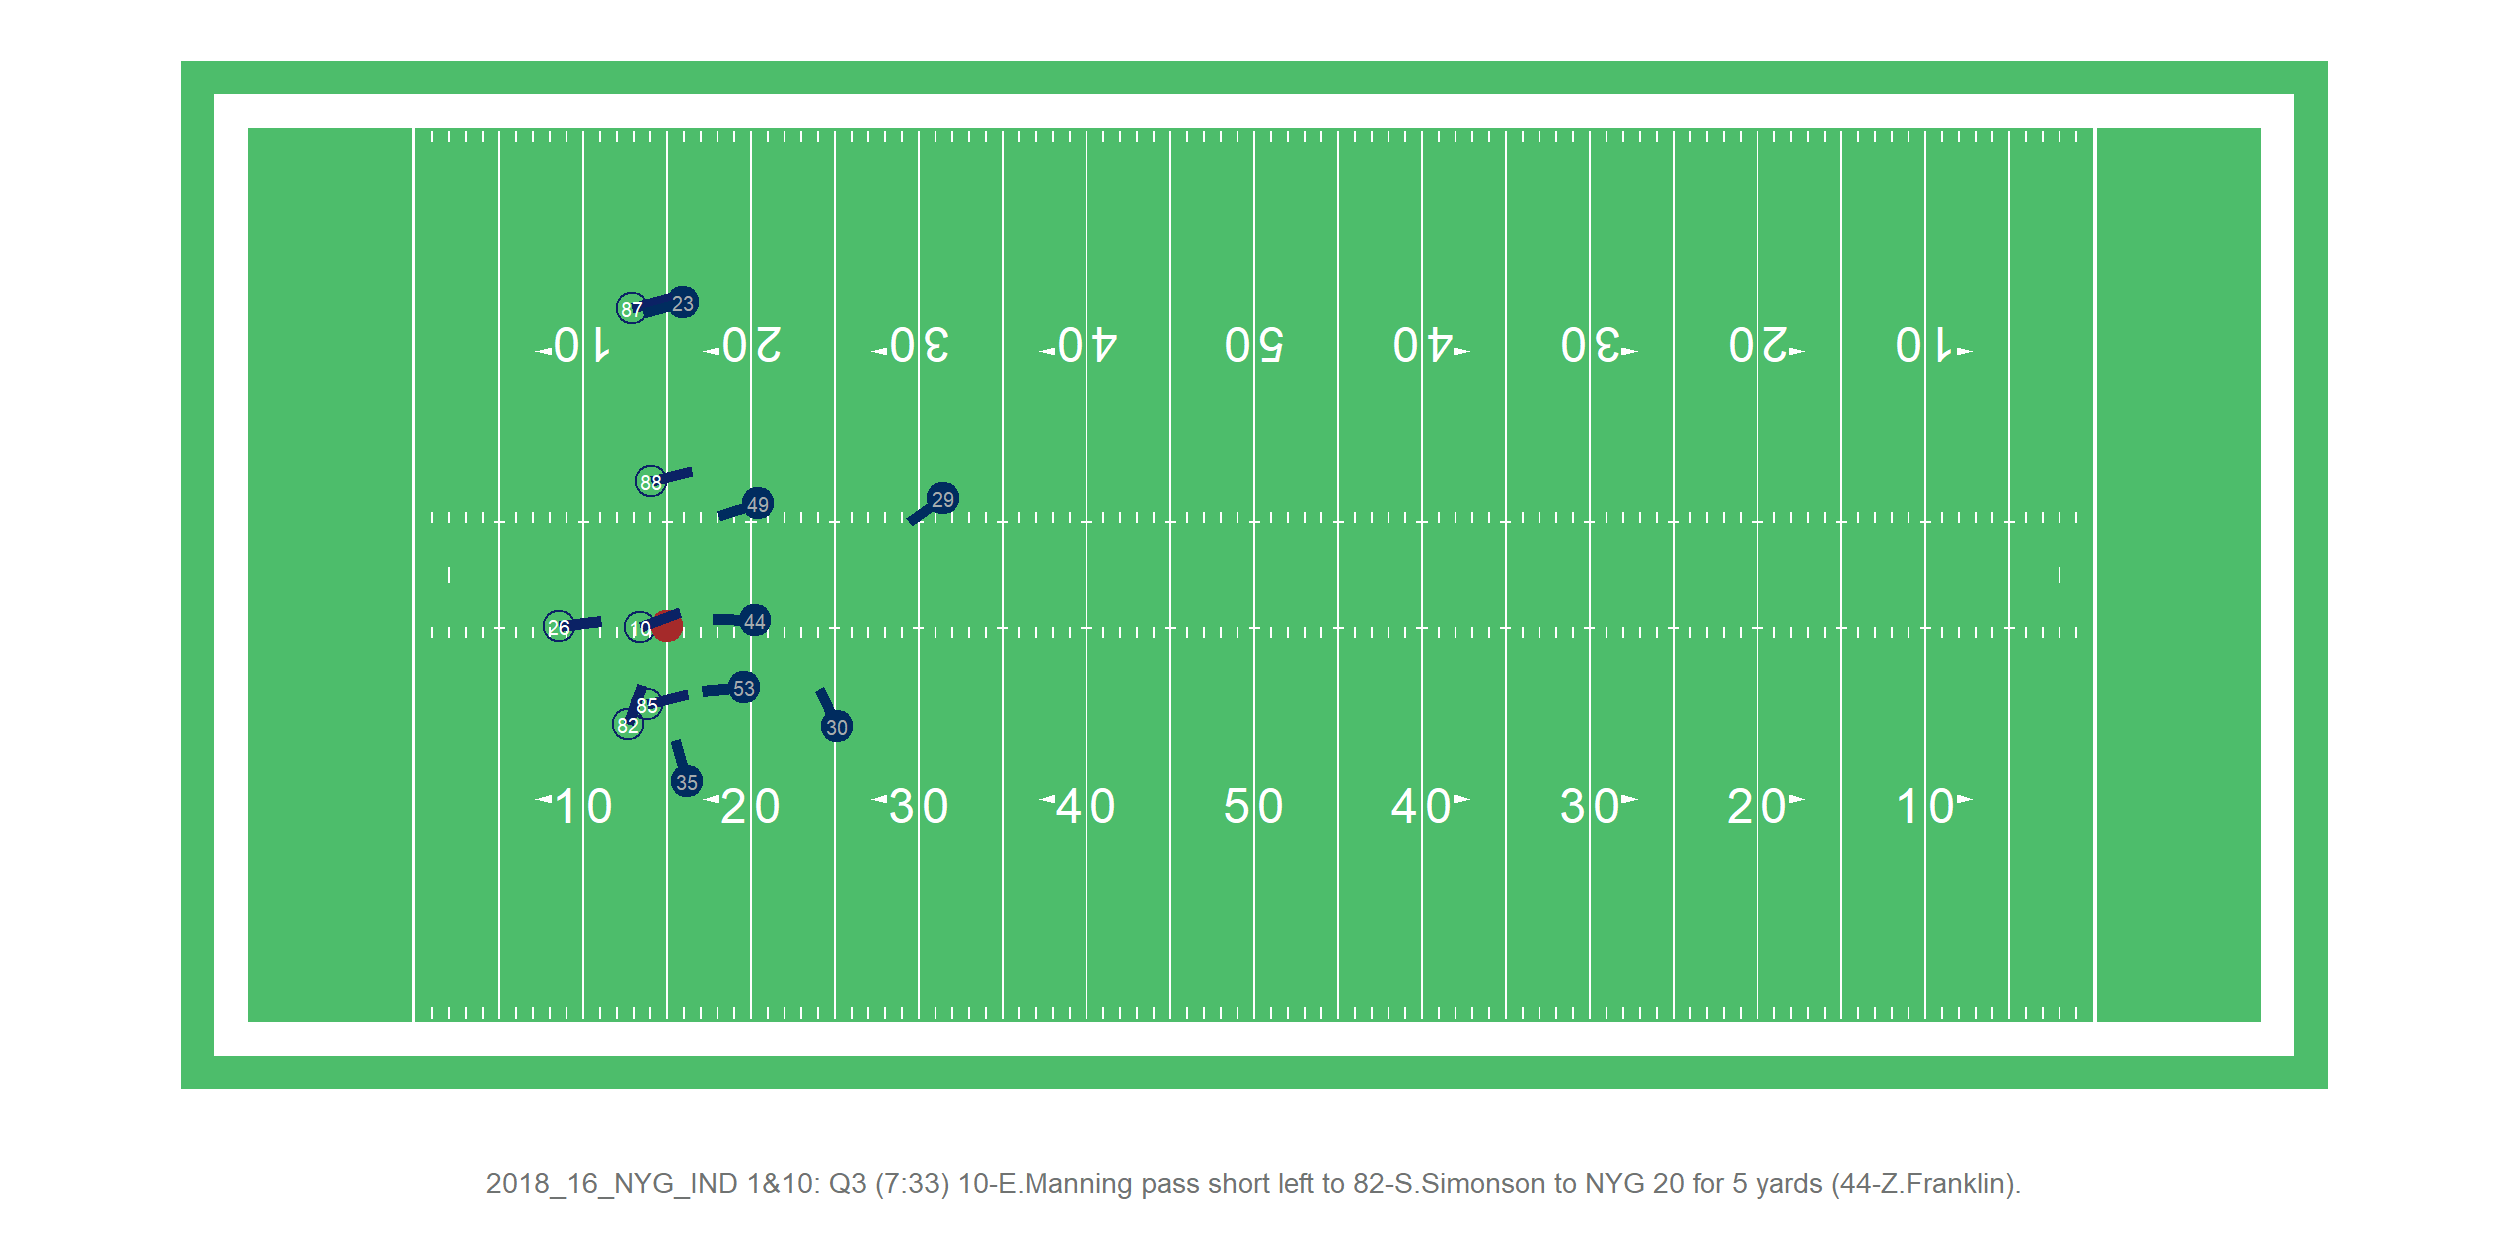 87 23
10 20 30 40 50 40 30 20 10
88
49 29
26 10 44
85 53
82 30
35
10 20 30 40 50 40 30 20 10
2018_16_NYG_IND 1&10: Q3 (7:33) 10-E.Manning pass short left to 82-S.Simonson to NYG 20 for 5 yards (44-Z.Franklin).